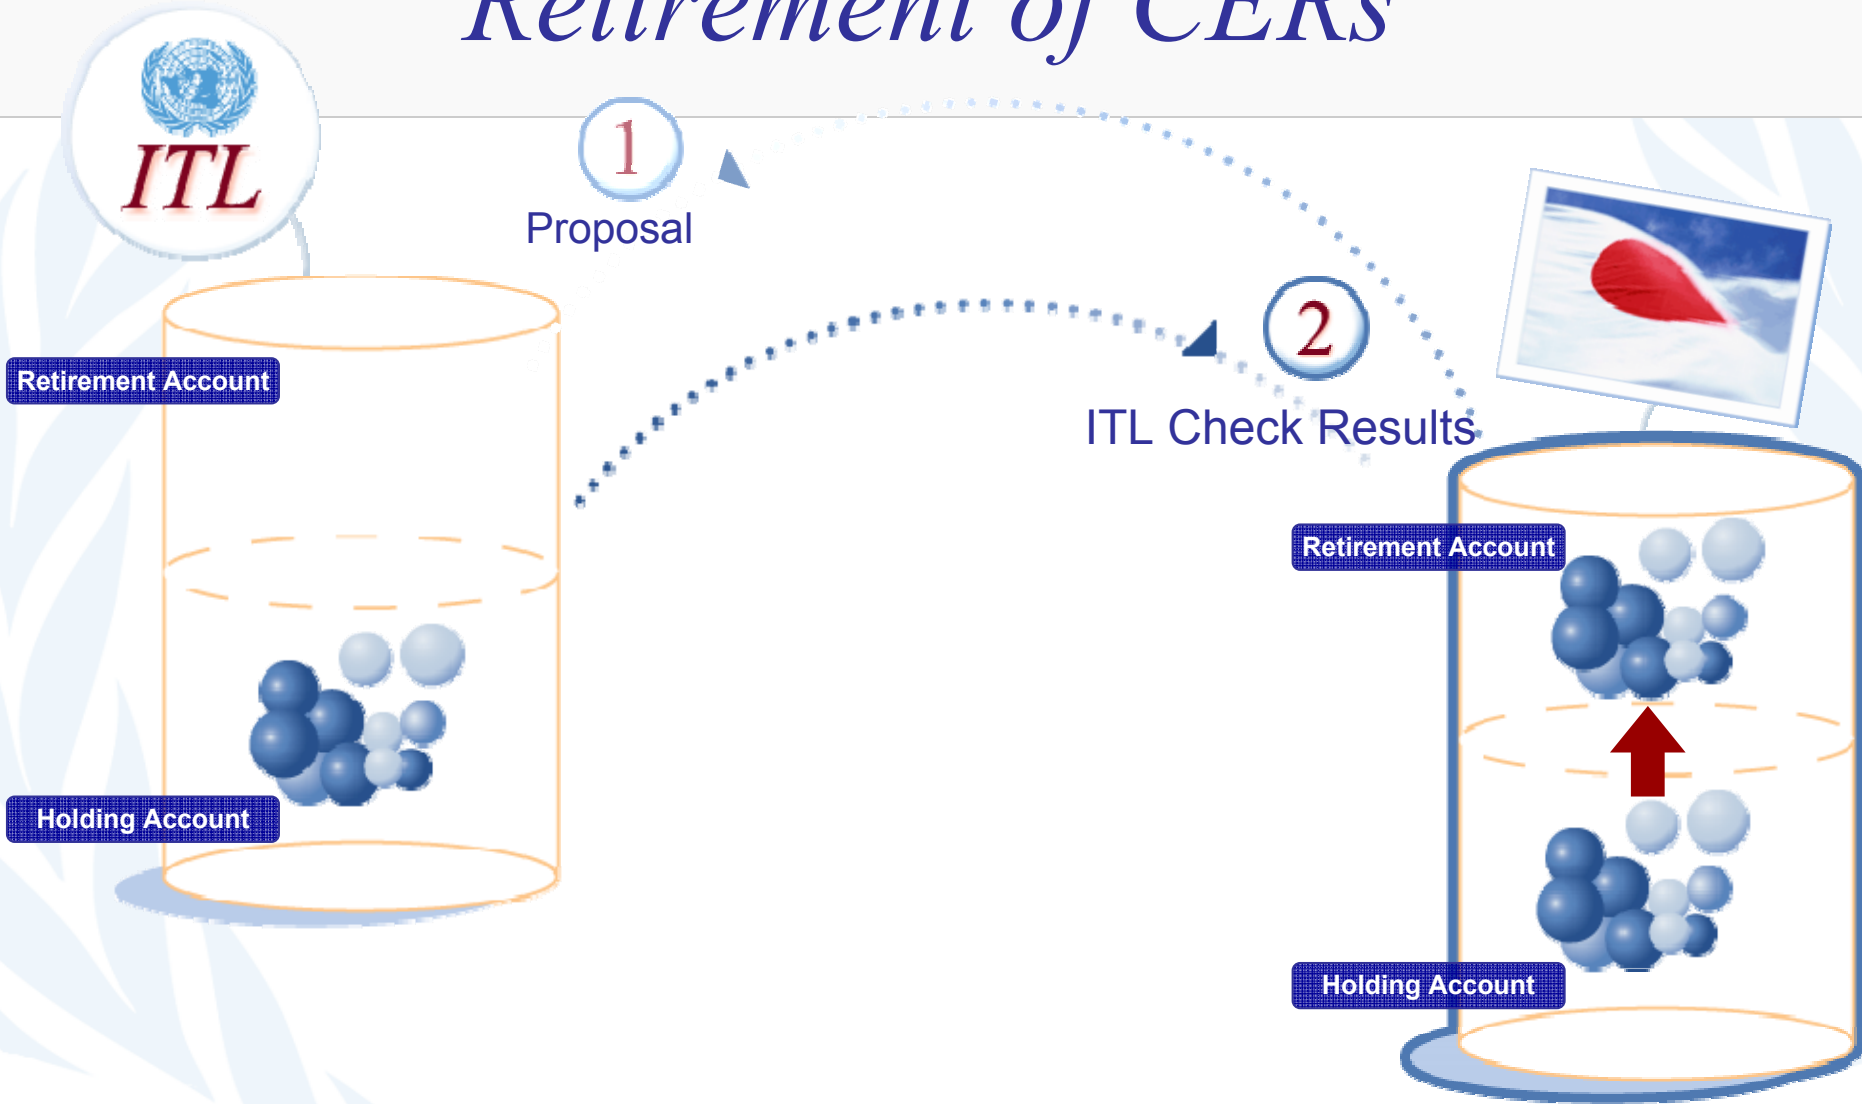 Retirement of CERs
ITL
1
Proposal
2
ITL Check Results
Retirement Account
Holding Account
Retirement Account
Holding Account